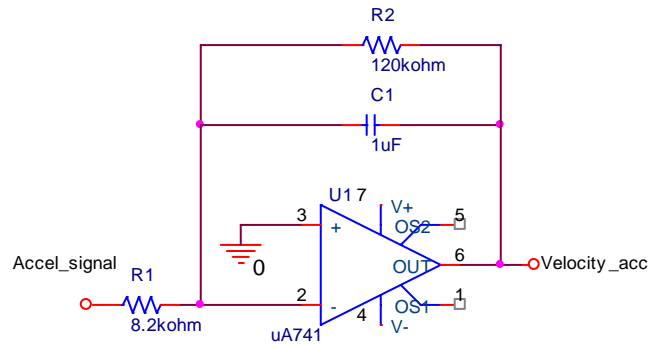 R2
120kohm
C1
1uF
U1
7
V+
3
+
OS2
5
0
OUT
6
Velocity_acc
Accel_signal
R1
8.2kohm
2
-
OS1
1
4
V-
uA741